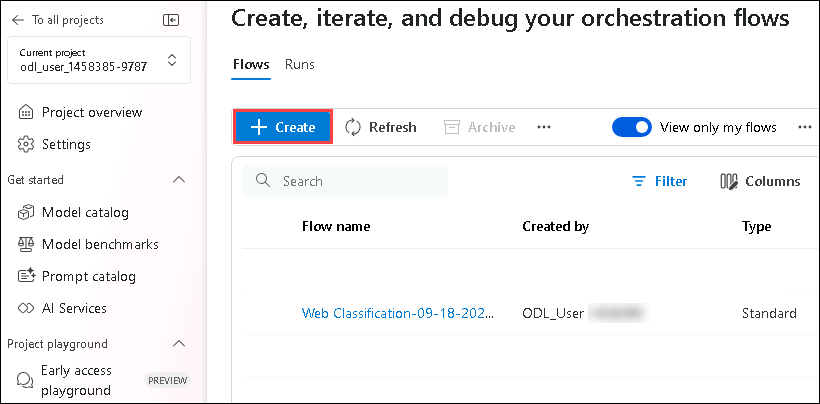 To all projects
Current project
odl_user_1458385-9787
Project overview
Settings
Get started
Model catalog
Model benchmarks
Prompt catalog
AI Services
Project playground
Early access
playground PREVIEW
Create, iterate, and debug your orchestration flows
Flows Runs
Create Refresh Archive ··· View only my flows ···
Search Filter Columns
Flow name Created by Type
Web Classification-09-18-202... ODL_User Standard